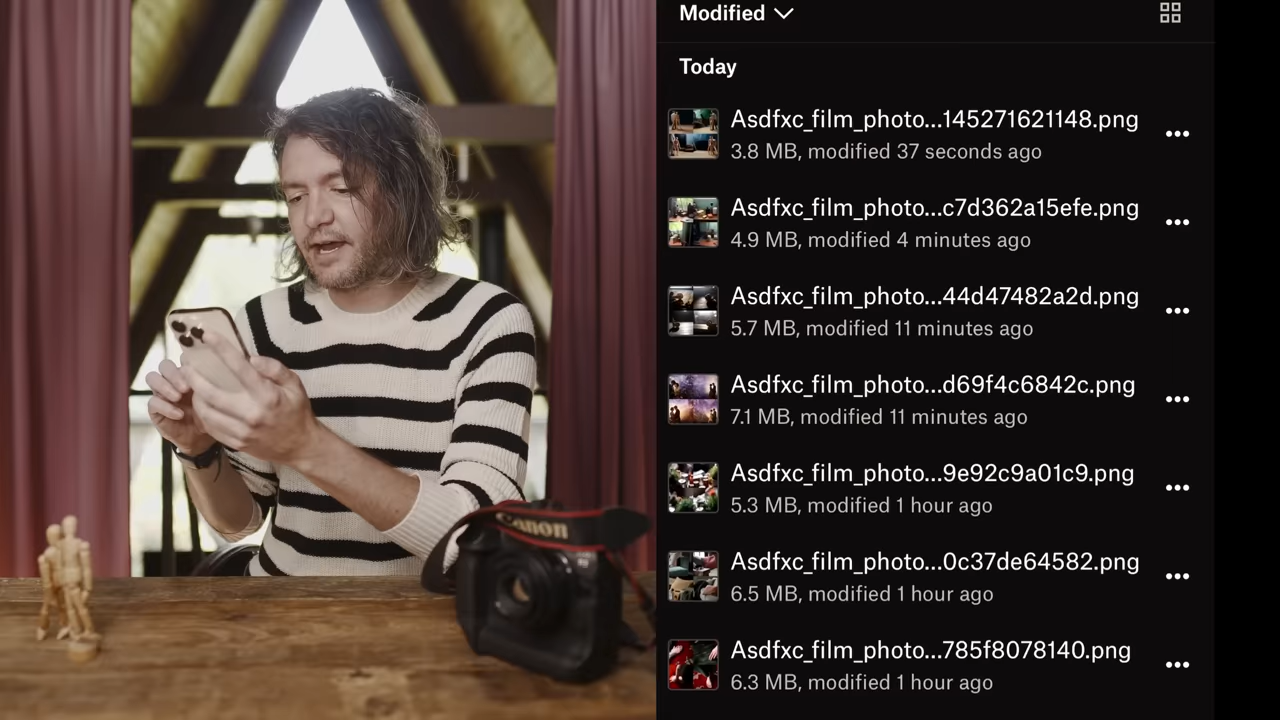 Modified
Today
Asdfxc_film_photo...145271621148.png
3.8 MB, modified 37 seconds ago
Asdfxc_film_photo...c7d362a15efe.png
4.9 MB, modified 4 minutes ago
Asdfxc_film_photo...44d47482a2d.png
5.7 MB, modified 11 minutes ago
Asdfxc_film_photo...d69f4c6842c.png
7.1 MB, modified 11 minutes ago
Asdfxc_film_photo...9e92c9a01c9.png
5.3 MB, modified 1 hour ago
Asdfxc_film_photo...0c37de64582.png
6.5 MB, modified 1 hour ago
Asdfxc_film_photo...785f8078140.png
6.3 MB, modified 1 hour ago
Canon